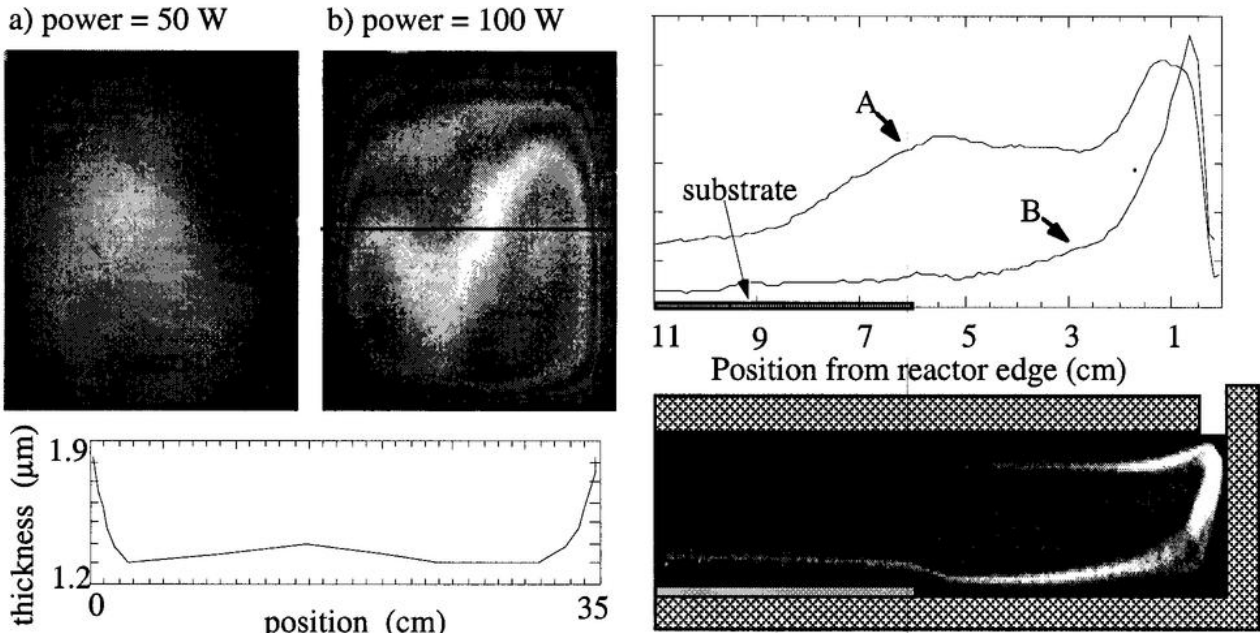 a) power = 50 W
b) power = 100 W
thickness (μm)
1.9
1.2
0
35
position (cm)
A
B
substrate
11 9 7 5 3 1
Position from reactor edge (cm)